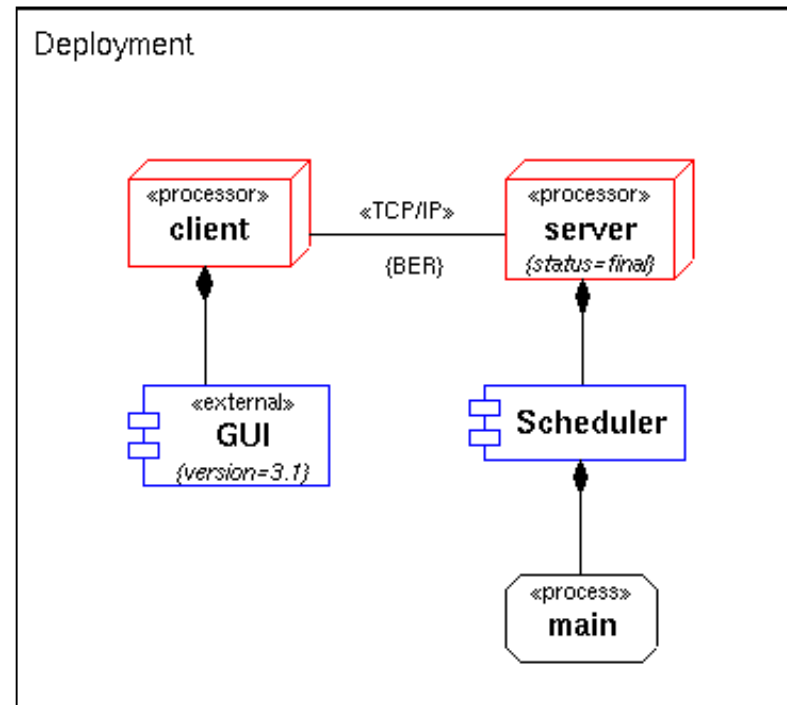 Deployment
«processor»
client
«TCP/IP»
{BER}
«processor»
server
{status=final}
«external»
GUI
{version=3.1}
Scheduler
«process»
main